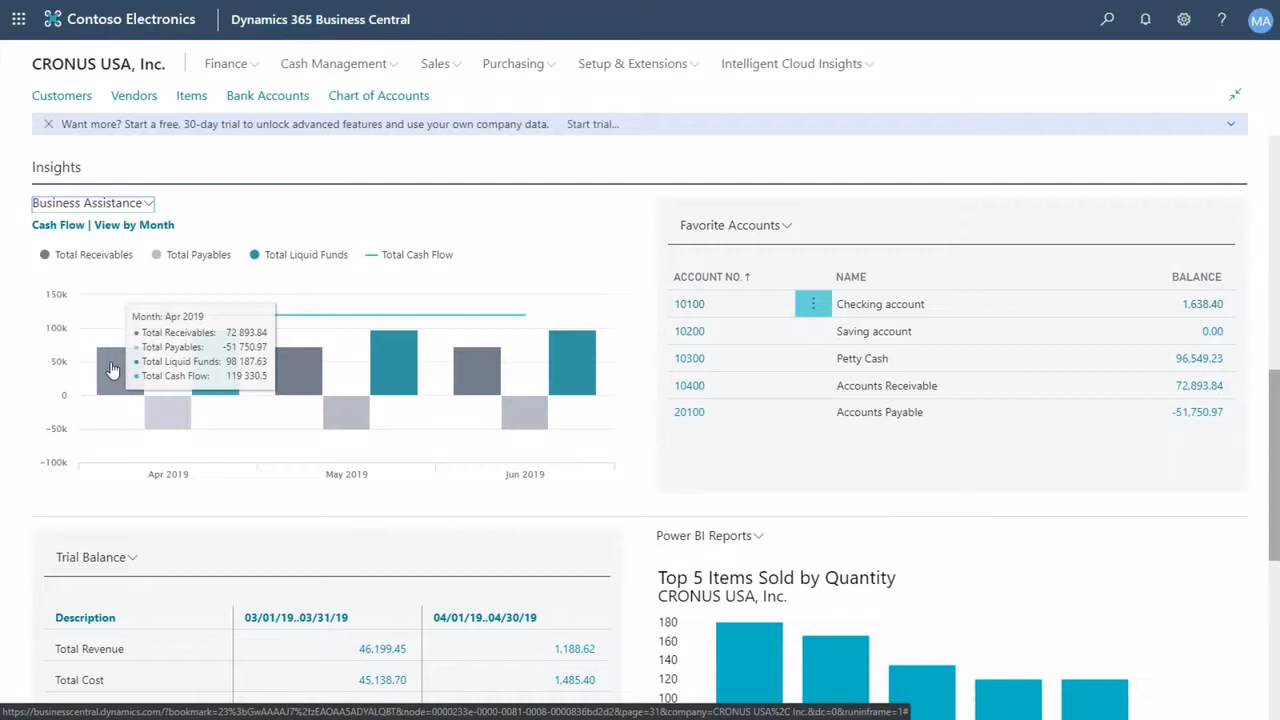 Contoso Electronics Dynamics 365 Business Central MA
CRONUS USA, Inc. Finance Cash Management Sales Purchasing Setup & Extensions Intelligent Cloud Insights
Customers Vendors Items Bank Accounts Chart of Accounts
Want more? Start a free, 30-day trial to unlock advanced features and use your own company data. Start trial...
Insights
Business Assistance
Cash Flow | View by Month
Total Receivables Total Payables Total Liquid Funds Total Cash Flow
150k
100k
50k
0
-50k
-100k
Month: Apr 2019
Total Receivables: 72 893.84
Total Payables: -51 750.97
Total Liquid Funds: 98 187.63
Total Cash Flow: 119 330.5
Apr 2019 May 2019 Jun 2019
Favorite Accounts
ACCOUNT NO. ↑ NAME BALANCE
10100 Checking account 1,638.40
10200 Saving account 0.00
10300 Petty Cash 96,549.23
10400 Accounts Receivable 72,893.84
20100 Accounts Payable -51,750.97
Trial Balance
Description 03/01/19..03/31/19 04/01/19..04/30/19
Total Revenue 46,199.45 1,188.62
Total Cost 45,138.70 1,485.40
Power BI Reports
Top 5 Items Sold by Quantity
CRONUS USA, Inc.
180
160
140
120
100